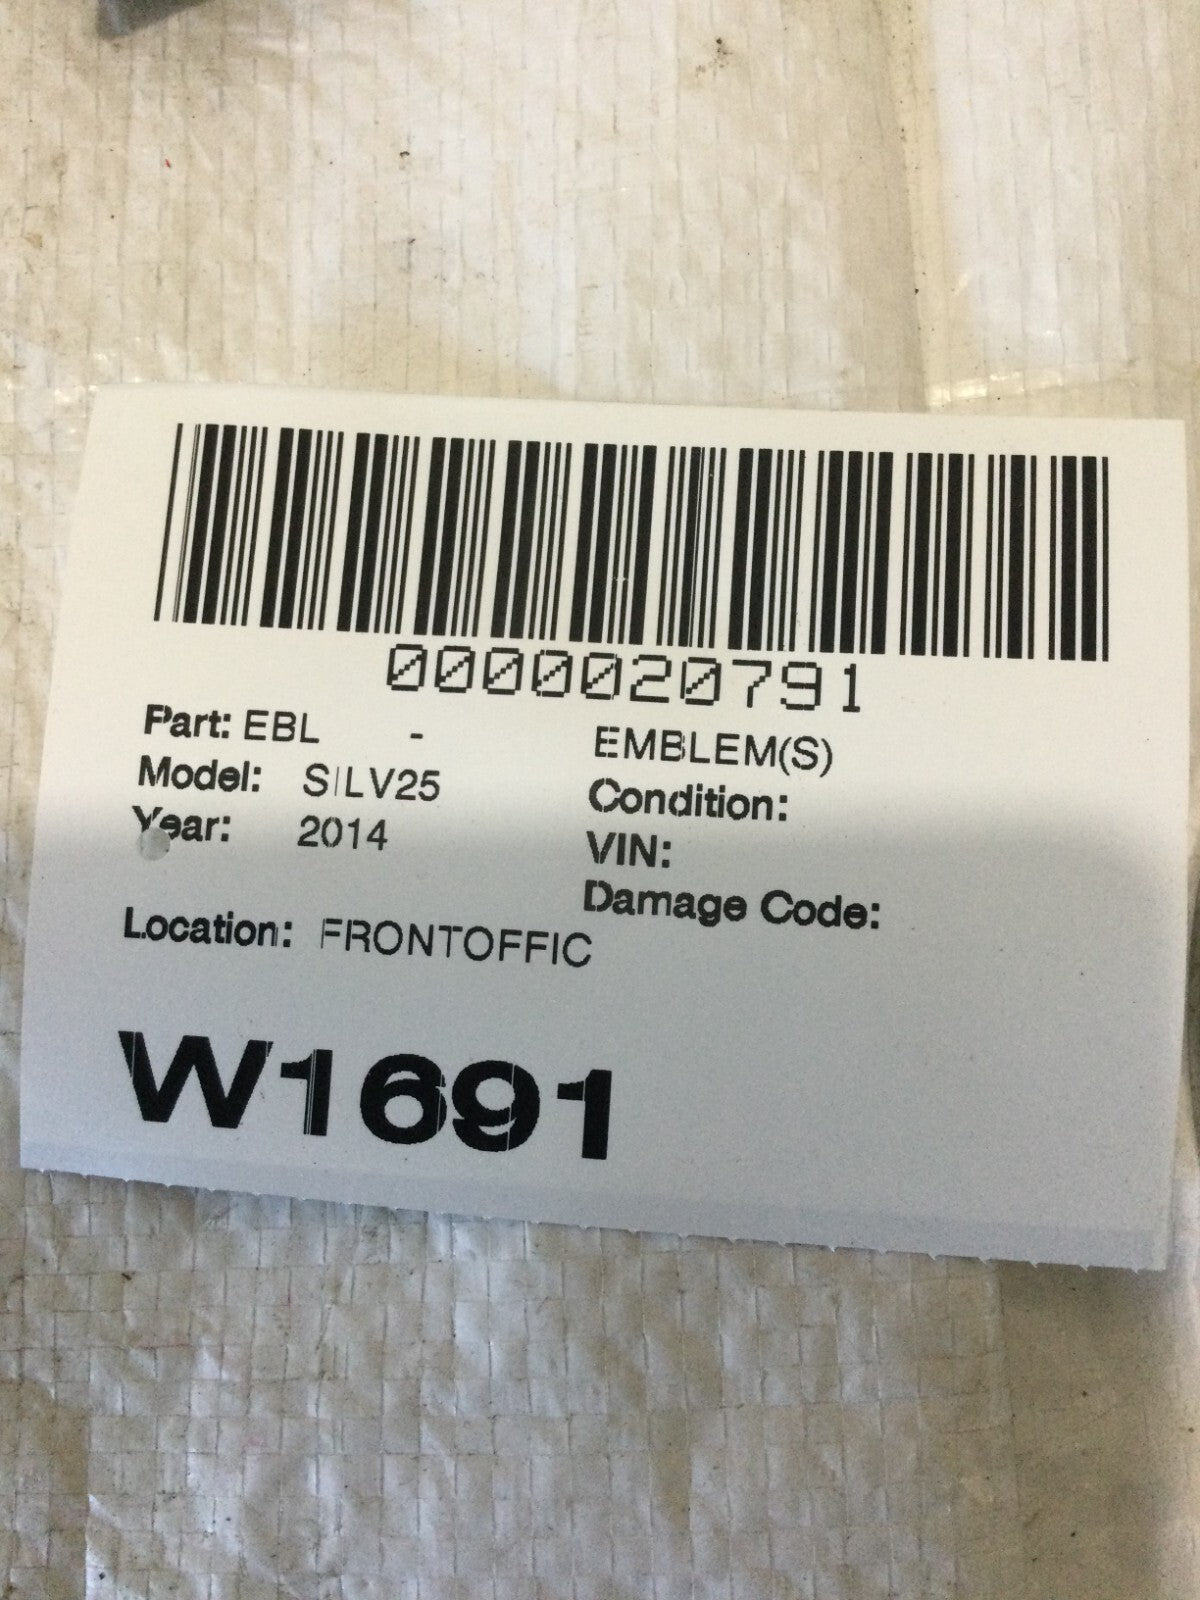 0000020791
Part: EBL - EMBLEM(S)
Model: SILV25 Condition:
Year: 2014 VIN:
Damage Code:
Location: FRONTOFFIC
W1691